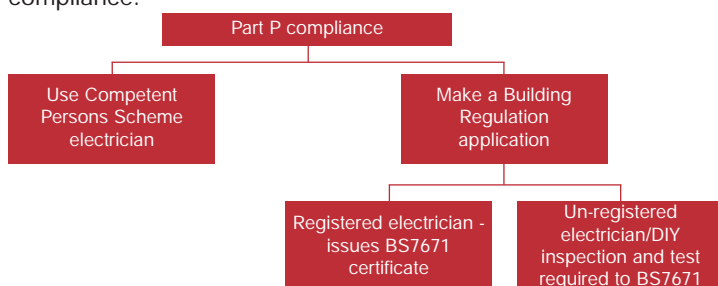 compliance.
Part P compliance
Use Competent
Persons Scheme
electrician
Make a Building
Regulation
application
Registered electrician -
issues BS7671
certificate
Un-registered
electrician/DIY
inspection and test
required to BS7671